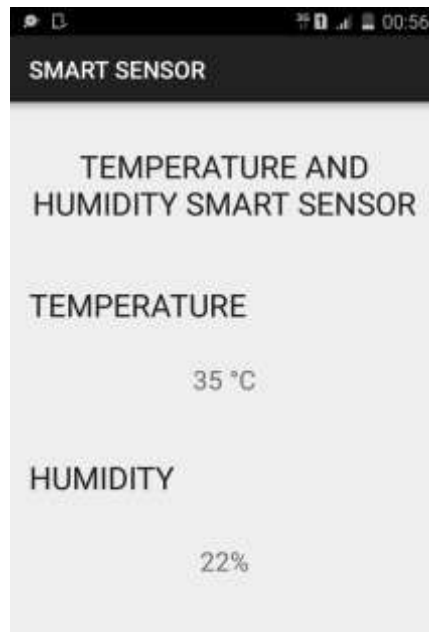 00:56
SMART SENSOR
TEMPERATURE AND
HUMIDITY SMART SENSOR
TEMPERATURE
35 °C
HUMIDITY
22%